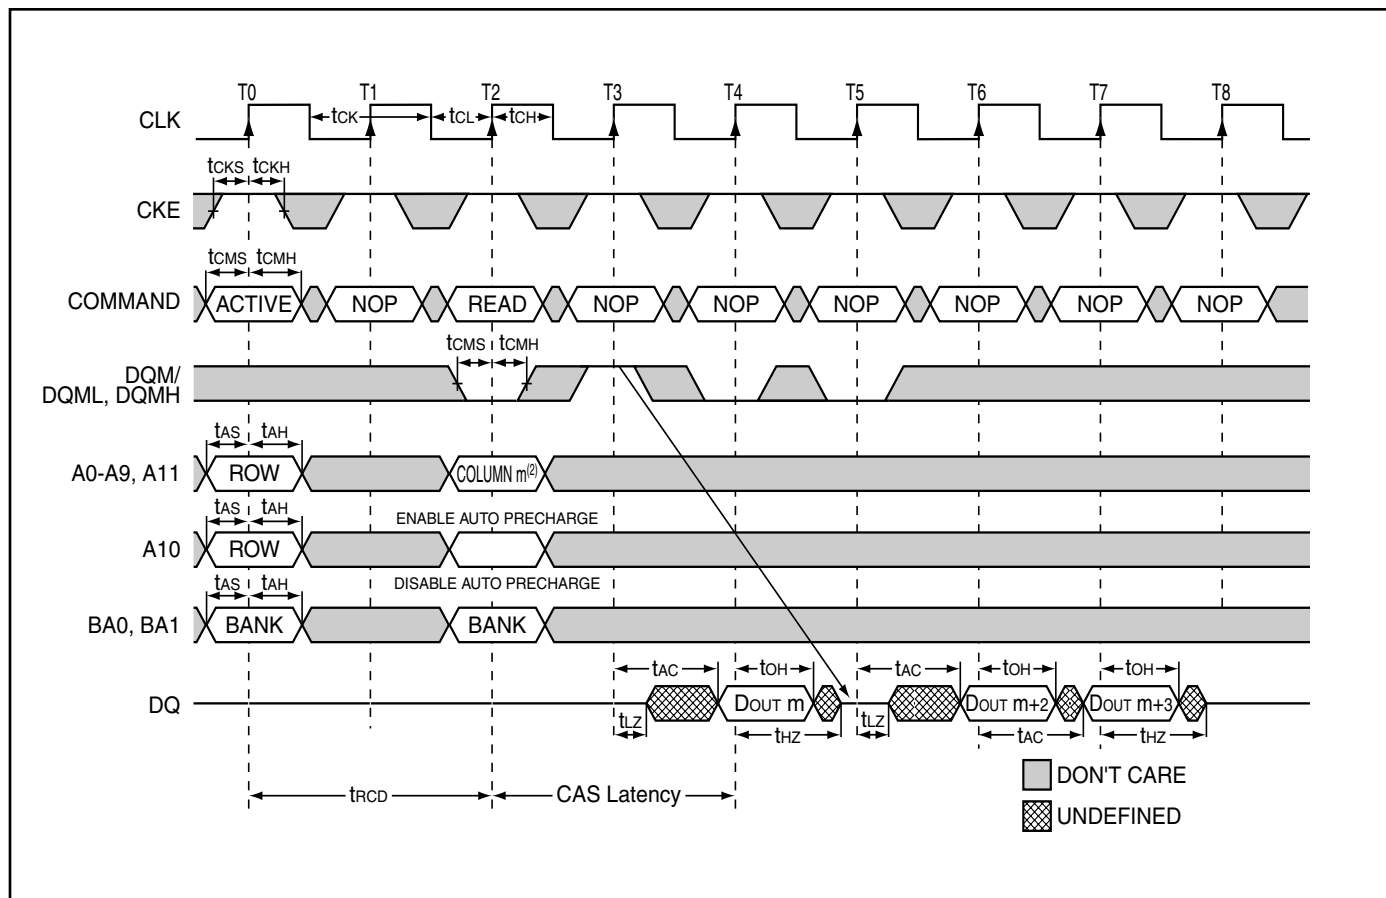 T0 T1 T2 T3 T4 T5 T6 T7 T8
CLK tCK tCL tCH
tCKS tCKH
CKE
tCMS tCMH
COMMAND ACTIVE NOP READ NOP NOP NOP NOP NOP NOP
tCMS tCMH
DQM/
DQML, DQMH
tAS tAH
A0-A9, A11 ROW COLUMN m(2)
tAS tAH ENABLE AUTO PRECHARGE
A10 ROW
tAS tAH DISABLE AUTO PRECHARGE
BA0, BA1 BANK BANK
tAC tOH tAC tOH tOH
DQ DOUT m DOUT m+2 DOUT m+3
tLZ tHZ tLZ tAC tHZ
DON'T CARE
tRCD CAS Latency
UNDEFINED